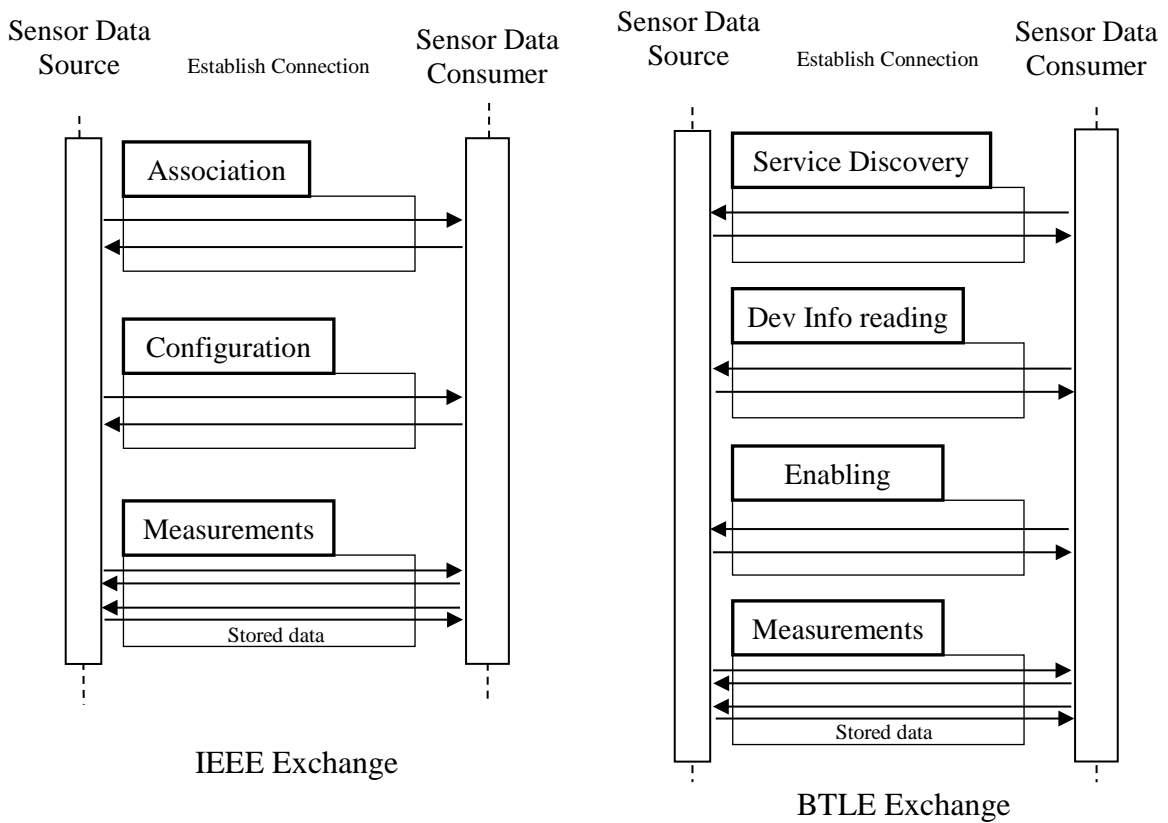 Sensor Data
Source
Establish Connection
Sensor Data
Consumer
Association
Configuration
Measurements
Stored data
IEEE Exchange
Sensor Data
Source
Establish Connection
Sensor Data
Consumer
Service Discovery
Dev Info reading
Enabling
Measurements
Stored data
BTLE Exchange